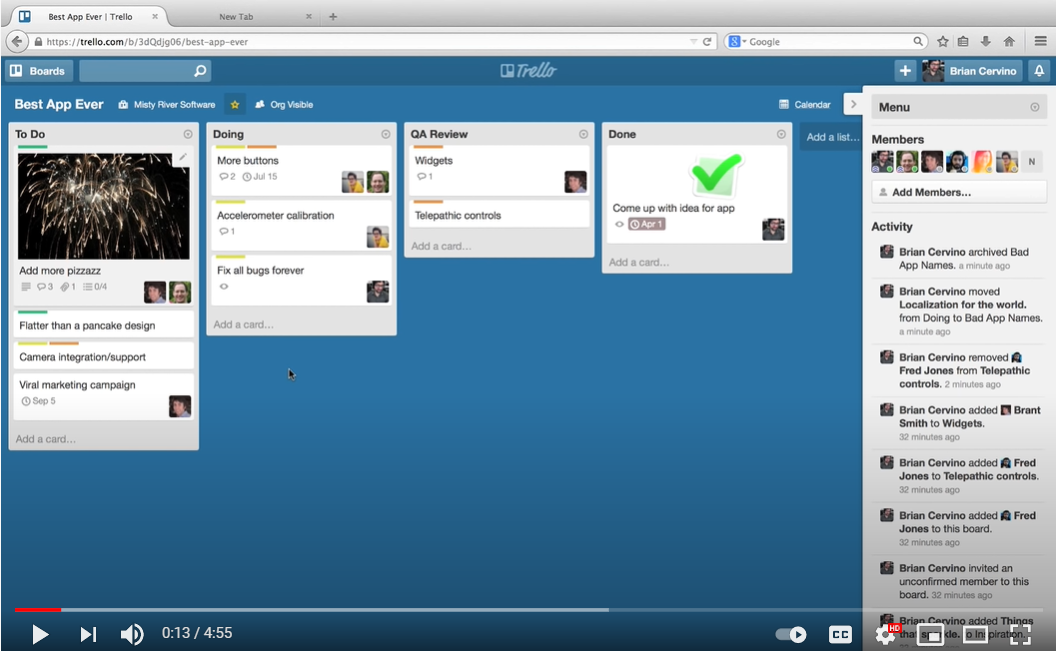 Best App Ever | Trello
New Tab
https://trello.com/b/3dQdjg06/best-app-ever
Google
Boards
Trello
Brian Cervino
Best App Ever
Misty River Software
Org Visible
Calendar
To Do
Add more pizzazz
3
1
0/4
Flatter than a pancake design
Camera integration/support
Viral marketing campaign
Sep 5
Add a card...
Doing
More buttons
2
Jul 15
Accelerometer calibration
1
Fix all bugs forever
Add a card...
QA Review
Widgets
1
Telepathic controls
Add a card...
Done
Come up with idea for app
Apr 1
Add a card...
Add a list...
Menu
Members
N
Add Members...
Activity
Brian Cervino archived Bad
App Names. a minute ago
Brian Cervino moved
Localization for the world.
from Doing to Bad App Names.
a minute ago
Brian Cervino removed
Fred Jones from Telepathic
controls. 2 minutes ago
Brian Cervino added Brant
Smith to Widgets.
32 minutes ago
Brian Cervino added Fred
Jones to Telepathic controls.
32 minutes ago
Brian Cervino added Fred
Jones to this board.
32 minutes ago
Brian Cervino invited an
unconfirmed member to this
board. 32 minutes ago
Brian Cervino added Things
that sparkle. to Inspiration.
0:13 / 4:55
CC
HD